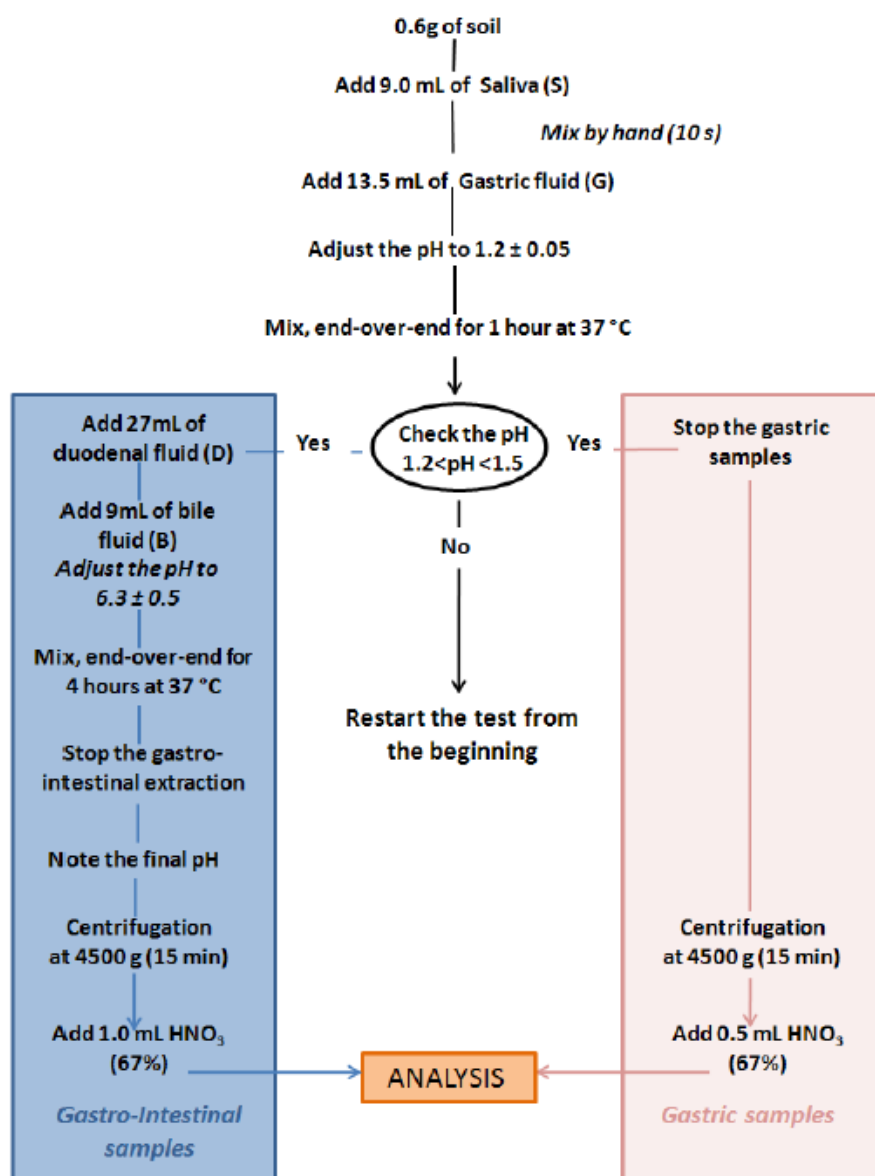 0.6g of soil
Add 9.0 mL of Saliva (S)
Mix by hand (10 s)
Add 13.5 mL of Gastric fluid (G)
Adjust the pH to 1.2 ± 0.05
Mix, end-over-end for 1 hour at 37 °C
Check the pH
1.2<pH <1.5
Yes
Yes
No
Restart the test from
the beginning
Add 27mL of
duodenal fluid (D)
Add 9mL of bile
fluid (B)
Adjust the pH to
6.3 ± 0.5
Mix, end-over-end for
4 hours at 37 °C
Stop the gastro-
intestinal extraction
Note the final pH
Centrifugation
at 4500 g (15 min)
Add 1.0 mL HNO₃
(67%)
Gastro-Intestinal
samples
Stop the gastric
samples
Centrifugation
at 4500 g (15 min)
Add 0.5 mL HNO₃
(67%)
Gastric samples
ANALYSIS